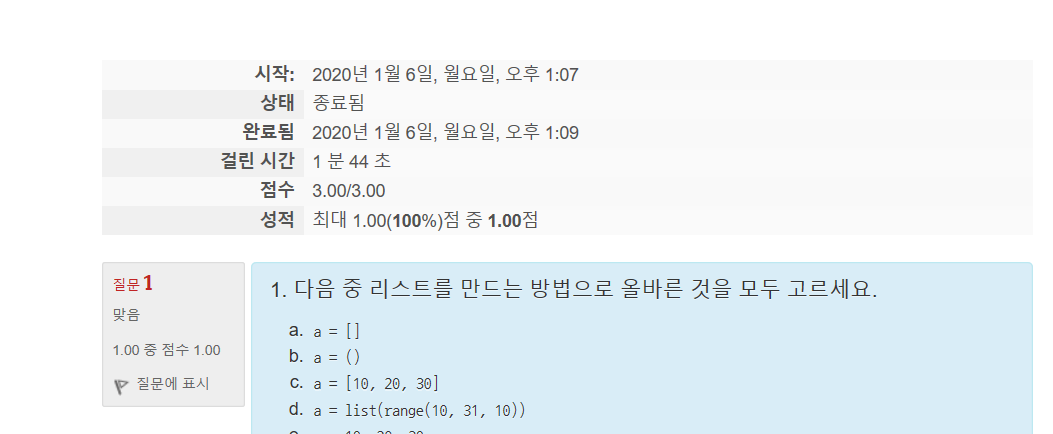 시작: 2020년 1월 6일, 월요일, 오후 1:07
상태 종료됨
완료됨 2020년 1월 6일, 월요일, 오후 1:09
걸린 시간 1 분 44 초
점수 3.00/3.00
성적 최대 1.00(100%)점 중 1.00점
질문 1
맞음
1.00 중 점수 1.00
질문에 표시
1. 다음 중 리스트를 만드는 방법으로 올바른 것을 모두 고르세요.
a. a = []
b. a = ()
c. a = [10, 20, 30]
d. a = list(range(10, 31, 10))